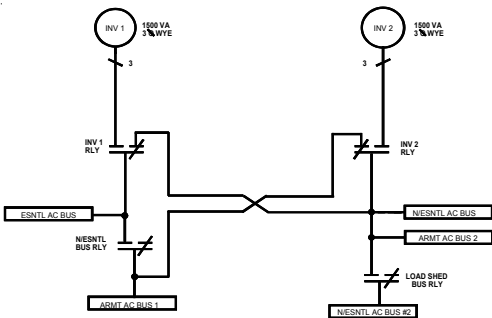 INV 1
1500 VA
3 WYE
INV 2
1500 VA
3 WYE
3
3
INV 1
RLY
INV 2
RLY
ESNTL AC BUS
N/ESNTL AC BUS
N/ESNTL
BUS RLY
ARMT AC BUS 2
LOAD SHED
BUS RLY
ARMT AC BUS 1
N/ESNTL AC BUS #2